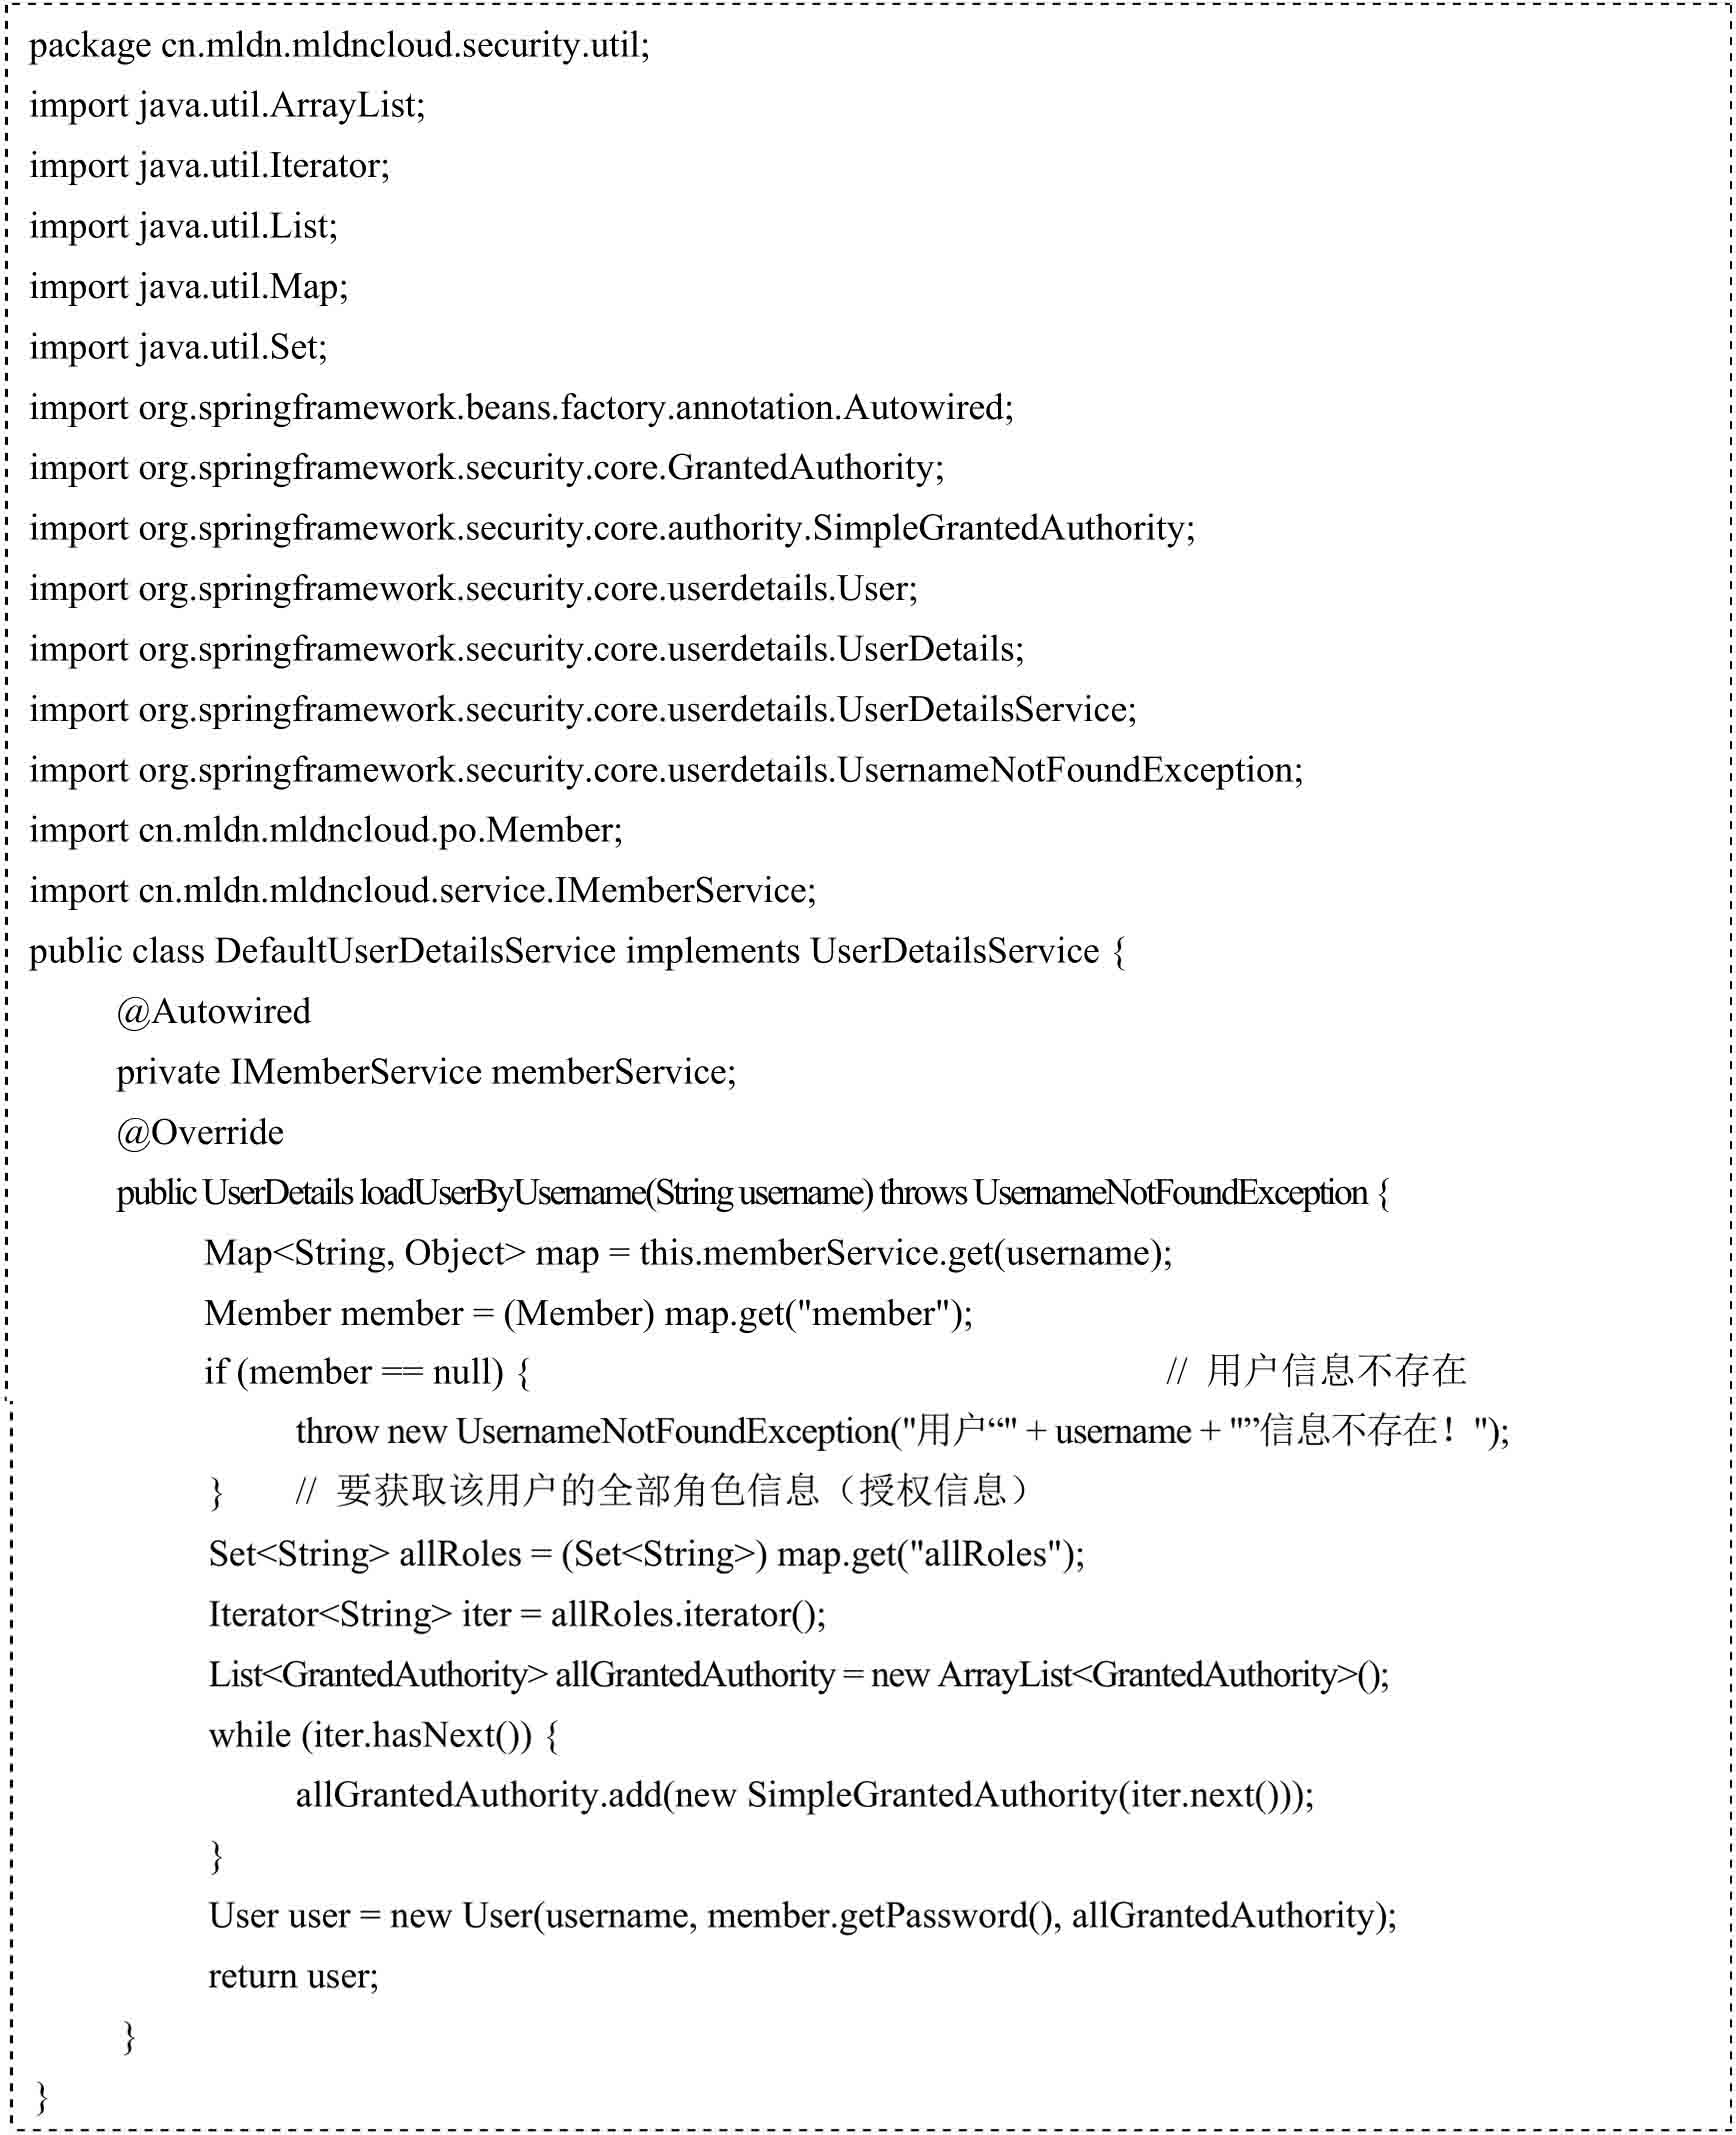 package cn.mldn.mldncloud.security.util;
import java.util.ArrayList;
import java.util.Iterator;
import java.util.List;
import java.util.Map;
import java.util.Set;
import org.springframework.beans.factory.annotation.Autowired;
import org.springframework.security.core.GrantedAuthority;
import org.springframework.security.core.authority.SimpleGrantedAuthority;
import org.springframework.security.core.userdetails.User;
import org.springframework.security.core.userdetails.UserDetails;
import org.springframework.security.core.userdetails.UserDetailsService;
import org.springframework.security.core.userdetails.UsernameNotFoundException;
import cn.mldn.mldncloud.po.Member;
import cn.mldn.mldncloud.service.IMemberService;
public class DefaultUserDetailsService implements UserDetailsService {
@Autowired
private IMemberService memberService;
@Override
public UserDetails loadUserByUsername(String username) throws UsernameNotFoundException {
Map<String, Object> map = this.memberService.get(username);
Member member = (Member) map.get("member");
if (member == null) { // 用户信息不存在
throw new UsernameNotFoundException("用户“" + username + "”信息不存在！");
} // 要获取该用户的全部角色信息（授权信息）
Set<String> allRoles = (Set<String>) map.get("allRoles");
Iterator<String> iter = allRoles.iterator();
List<GrantedAuthority> allGrantedAuthority = new ArrayList<GrantedAuthority>();
while (iter.hasNext()) {
allGrantedAuthority.add(new SimpleGrantedAuthority(iter.next()));
}
User user = new User(username, member.getPassword(), allGrantedAuthority);
return user;
}
}